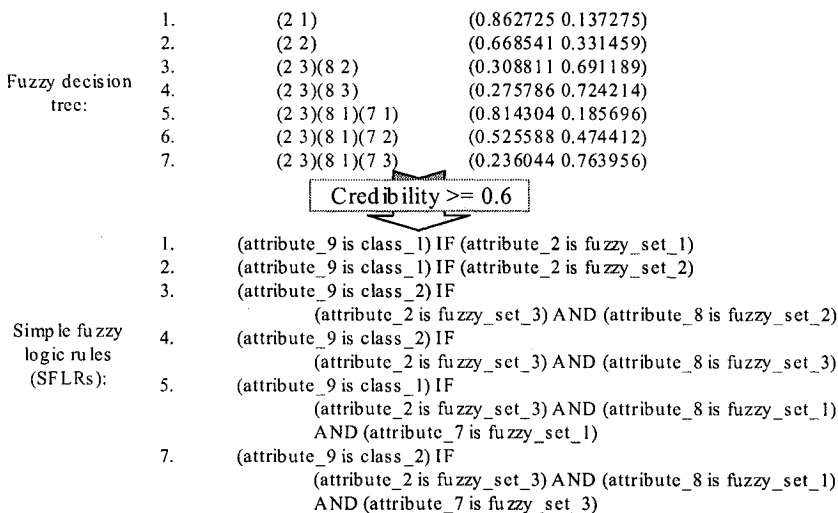 Fuzzy decision tree:
1. (2 1) (0.862725 0.137275)
2. (2 2) (0.668541 0.331459)
3. (2 3)(8 2) (0.308811 0.691189)
4. (2 3)(8 3) (0.275786 0.724214)
5. (2 3)(8 1)(7 1) (0.814304 0.185696)
6. (2 3)(8 1)(7 2) (0.525588 0.474412)
7. (2 3)(8 1)(7 3) (0.236044 0.763956)
Credibility >= 0.6
Simple fuzzy logic rules (SFLRs):
1. (attribute_9 is class_1) IF (attribute_2 is fuzzy_set_1)
2. (attribute_9 is class_1) IF (attribute_2 is fuzzy_set_2)
3. (attribute_9 is class_2) IF
(attribute_2 is fuzzy_set_3) AND (attribute_8 is fuzzy_set_2)
4. (attribute_9 is class_2) IF
(attribute_2 is fuzzy_set_3) AND (attribute_8 is fuzzy_set_3)
5. (attribute_9 is class_1) IF
(attribute_2 is fuzzy_set_3) AND (attribute_8 is fuzzy_set_1)
AND (attribute_7 is fuzzy_set_1)
7. (attribute_9 is class_2) IF
(attribute_2 is fuzzy_set_3) AND (attribute_8 is fuzzy_set_1)
AND (attribute_7 is fuzzy_set_3)